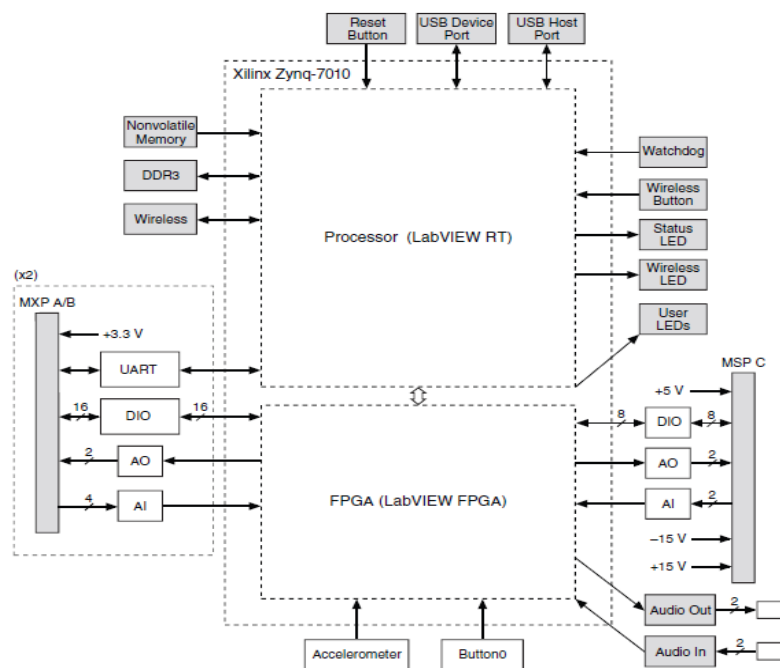 Reset
Button
USB Device
Port
USB Host
Port
Xilinx Zynq-7010
Nonvolatile
Memory
DDR3
Wireless
Processor (LabVIEW RT)
Watchdog
Wireless
Button
Status
LED
Wireless
LED
User
LEDs
(x2)
MXP A/B
+3.3 V
UART
16
DIO
16
2
AO
4
AI
FPGA (LabVIEW FPGA)
MSP C
+5 V
8
DIO
8
AO
2
AI
2
–15 V
+15 V
Audio Out
2
Audio In
2
Accelerometer
Button0